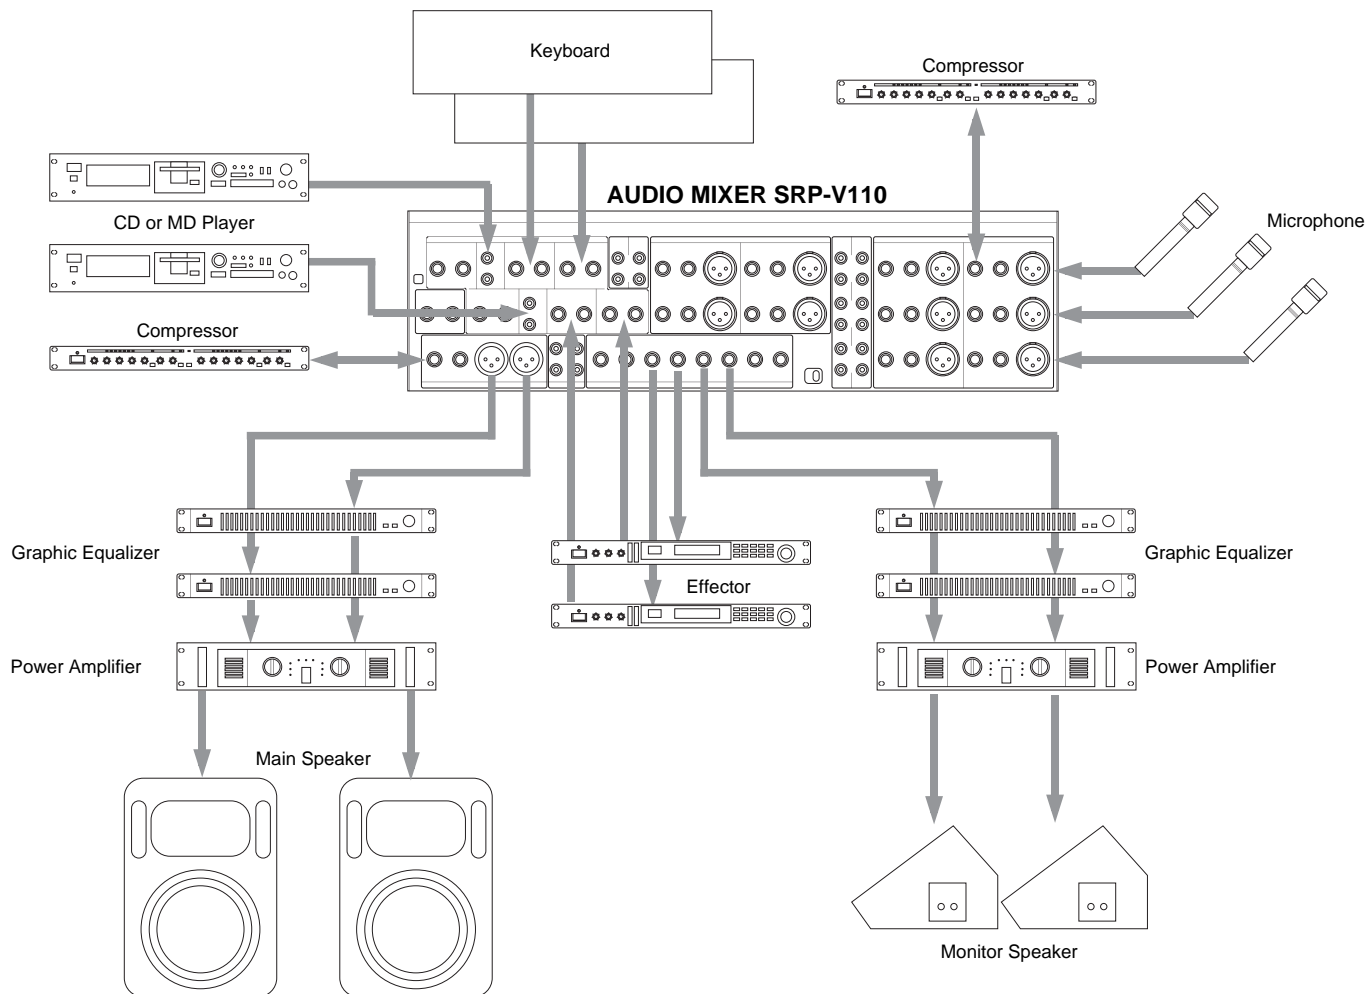 Keyboard
Compressor
AUDIO MIXER SRP-V110
CD or MD Player
Microphone
Compressor
Graphic Equalizer
Effector
Graphic Equalizer
Power Amplifier
Power Amplifier
Main Speaker
Monitor Speaker